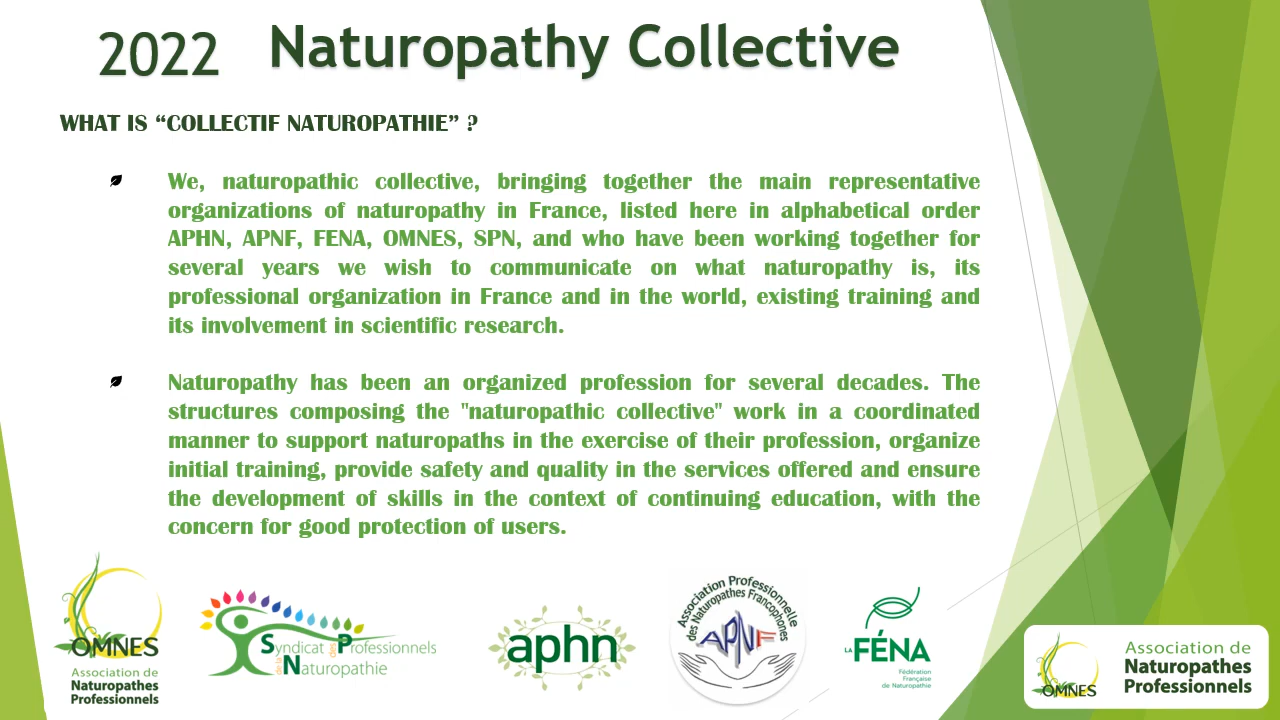 2022 Naturopathy Collective
WHAT IS “COLLECTIF NATUROPATHIE” ?
We, naturopathic collective, bringing together the main representative
organizations of naturopathy in France, listed here in alphabetical order
APHN, APNF, FENA, OMNES, SPN, and who have been working together for
several years we wish to communicate on what naturopathy is, its
professional organization in France and in the world, existing training and
its involvement in scientific research.
Naturopathy has been an organized profession for several decades. The
structures composing the "naturopathic collective" work in a coordinated
manner to support naturopaths in the exercise of their profession, organize
initial training, provide safety and quality in the services offered and ensure
the development of skills in the context of continuing education, with the
concern for good protection of users.
OMNES
Association de
Naturopathes
Professionnels
Syndicat des Professionnels
de la Naturopathie
aphn
Association Professionnelle
des Naturopathes Francophones
APNF
LA FÉNA
Fédération
Française
de Naturopathie
OMNES
Association de
Naturopathes
Professionnels